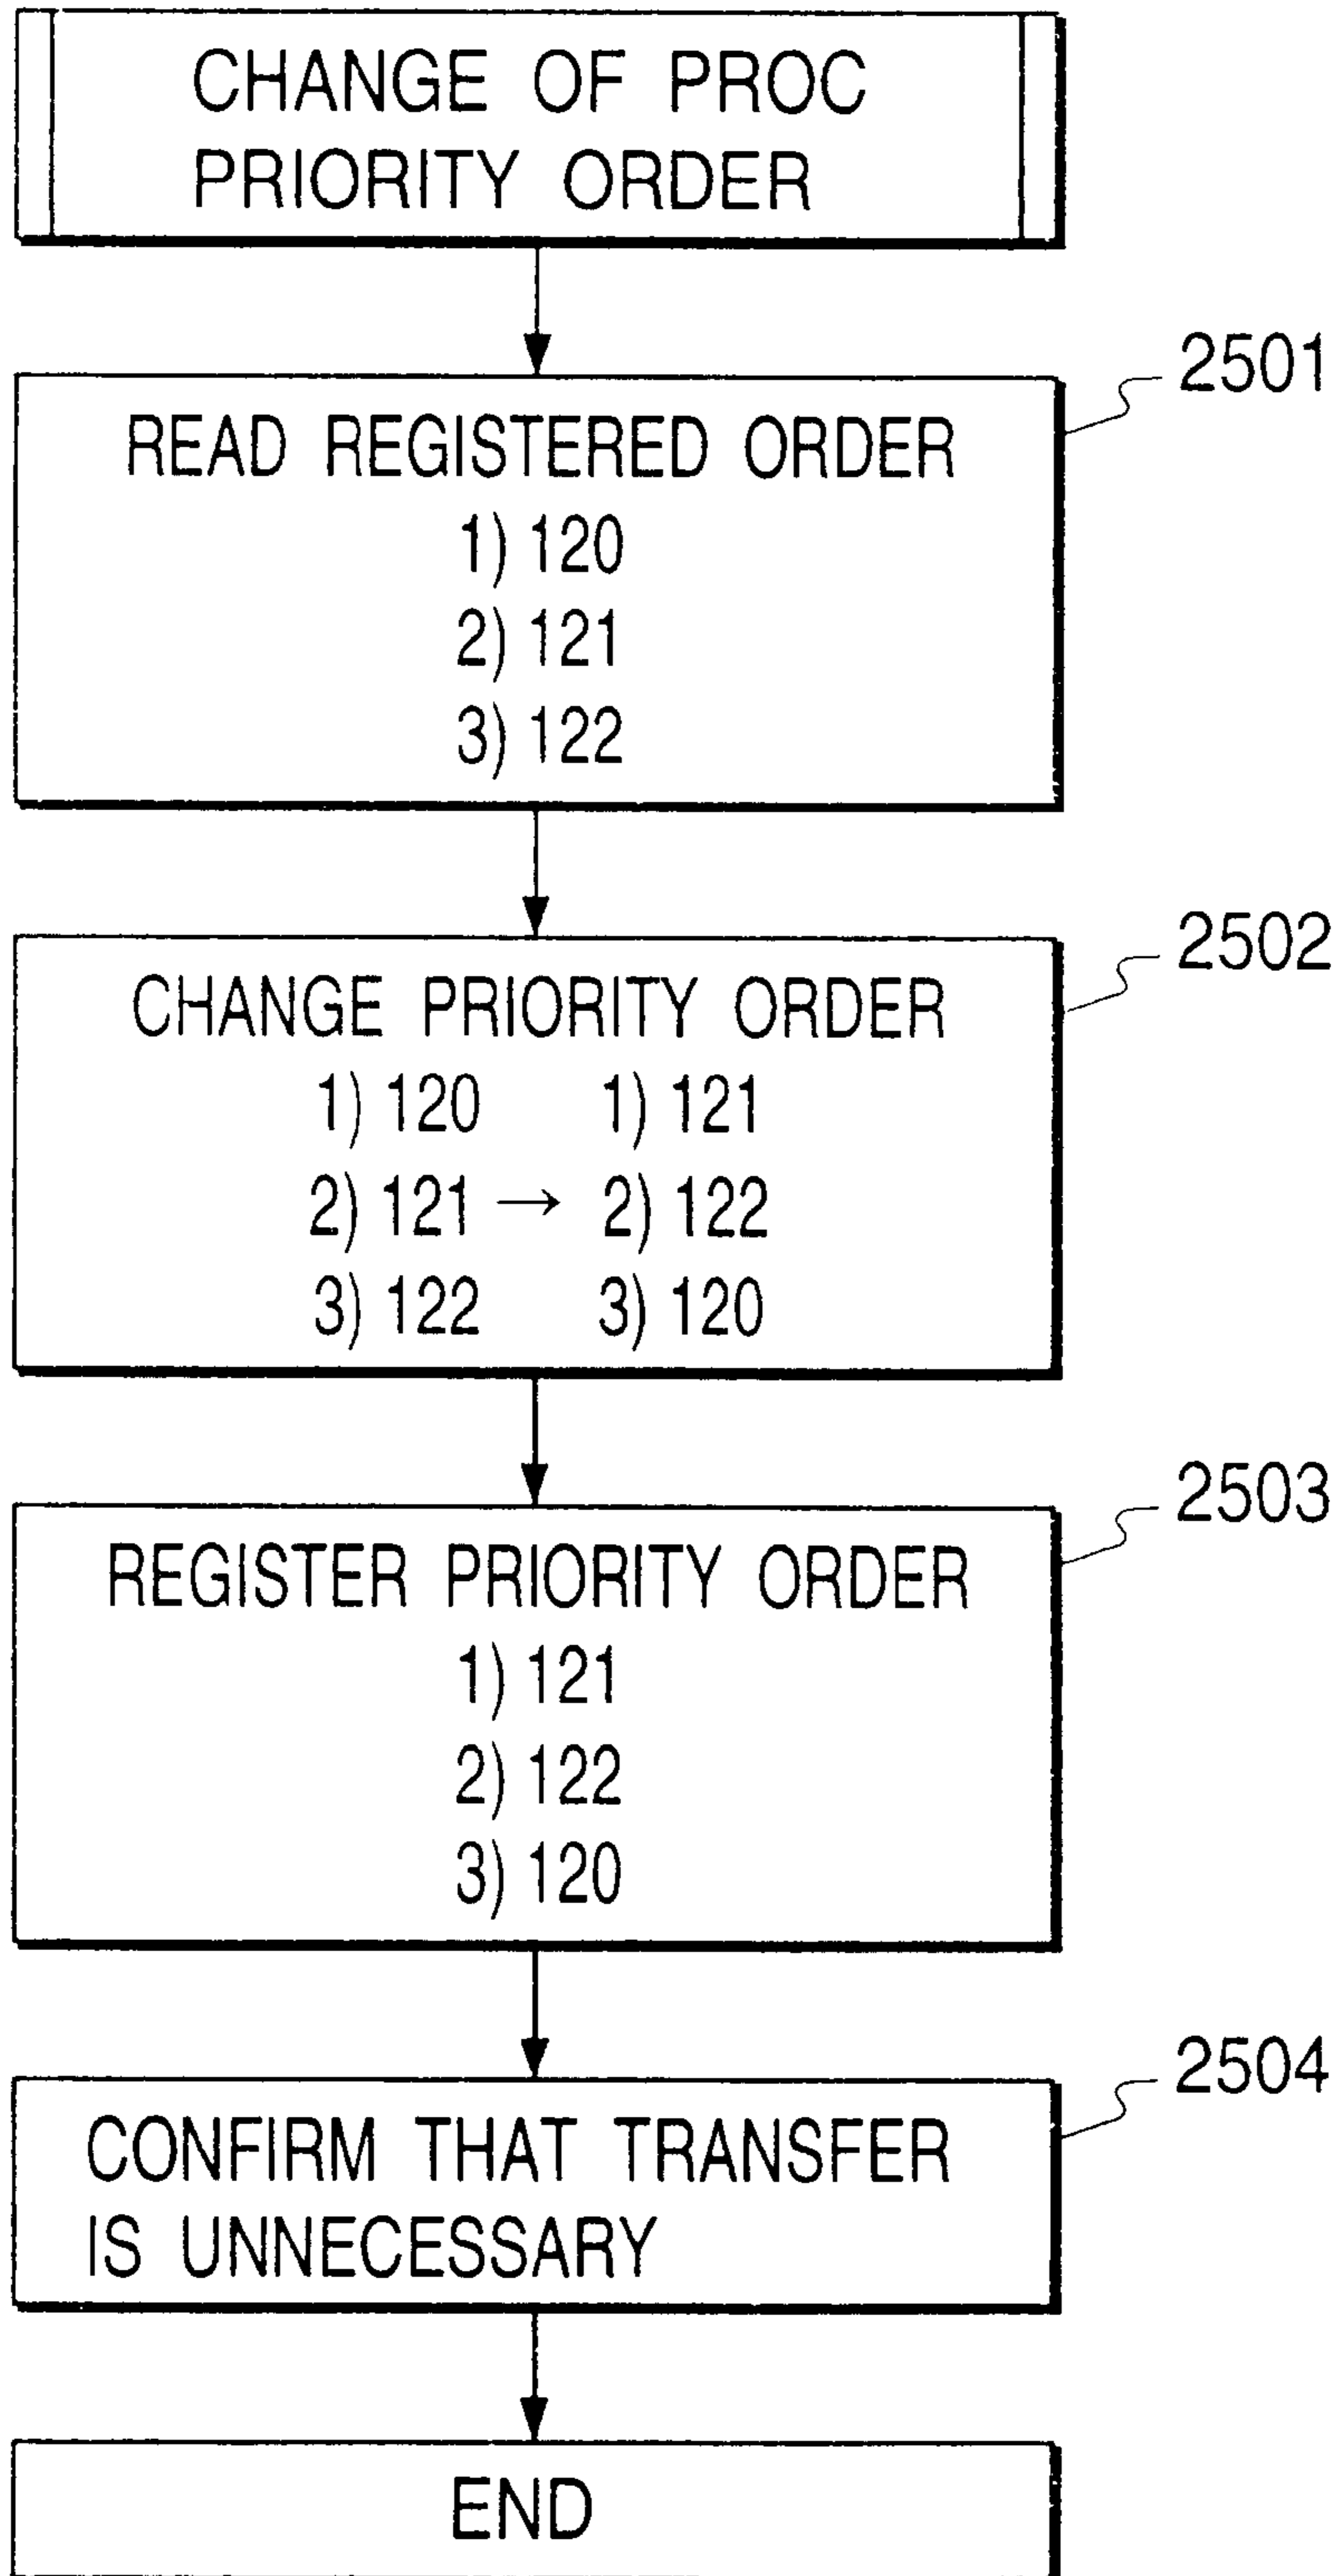 CHANGE OF PROC
PRIORITY ORDER
2501
READ REGISTERED ORDER
1) 120
2) 121
3) 122
2502
CHANGE PRIORITY ORDER
1) 120 1) 121
2) 121 → 2) 122
3) 122 3) 120
2503
REGISTER PRIORITY ORDER
1) 121
2) 122
3) 120
2504
CONFIRM THAT TRANSFER
IS UNNECESSARY
END